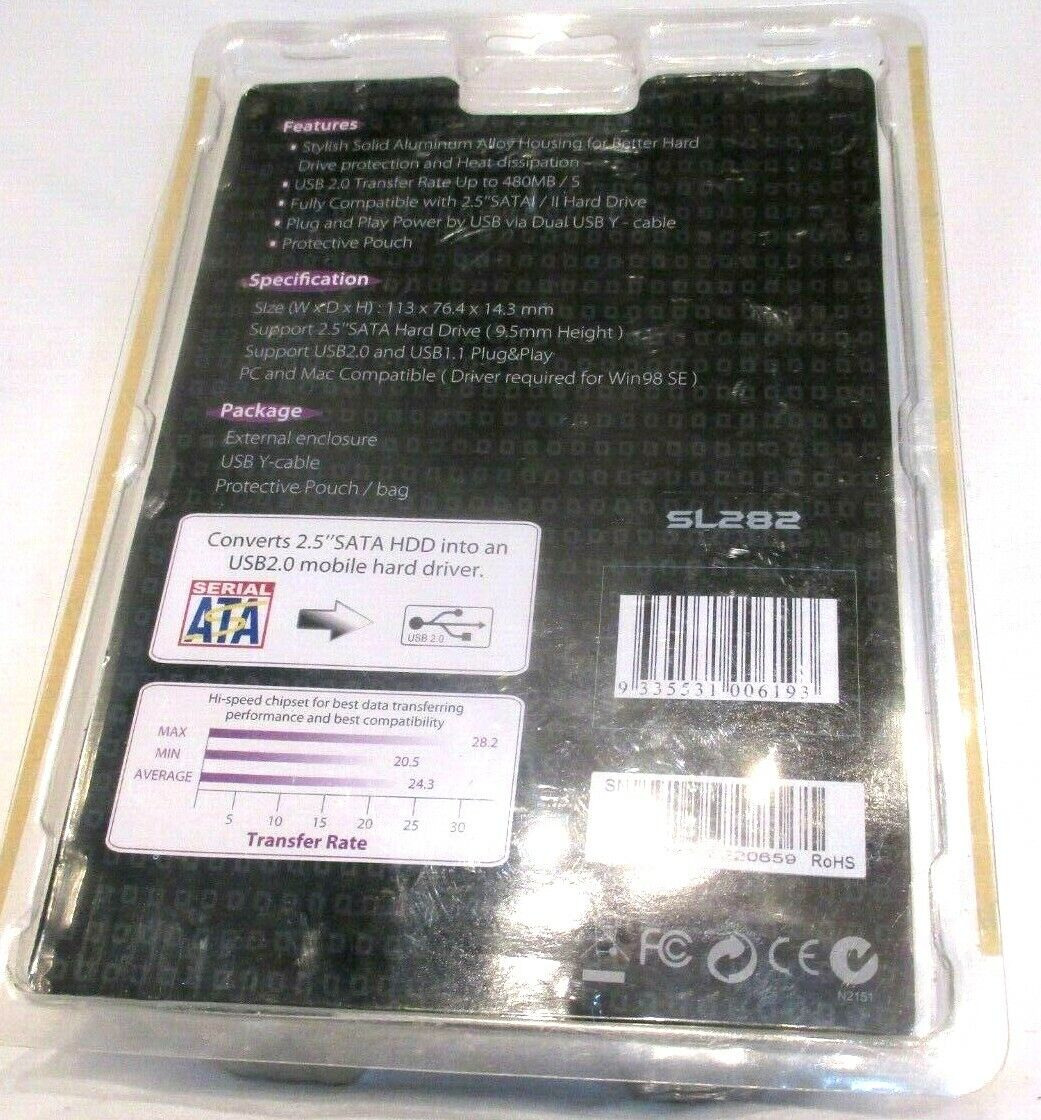 Features
• Stylish Solid Aluminum Alloy Housing for Better Hard
Drive protection and Heat dissipation
• USB 2.0 Transfer Rate Up to 480MB / S
• Fully Compatible with 2.5"SATAI / II Hard Drive
• Plug and Play Power by USB via Dual USB Y - cable
• Protective Pouch
Specification
Size (W x D x H) : 113 x 76.4 x 14.3 mm
Support 2.5"SATA Hard Drive ( 9.5mm Height )
Support USB2.0 and USB1.1 Plug&Play
PC and Mac Compatible ( Driver required for Win98 SE )
Package
External enclosure
USB Y-cable
Protective Pouch / bag
SL282
Converts 2.5"SATA HDD into an
USB2.0 mobile hard driver.
SERIAL
ATA
USB 2.0
9 335531 006193
Hi-speed chipset for best data transferring
performance and best compatibility
MAX 28.2
MIN 20.5
AVERAGE 24.3
5 10 15 20 25 30
Transfer Rate
SN
20659 RoHS
FC CE
N2151